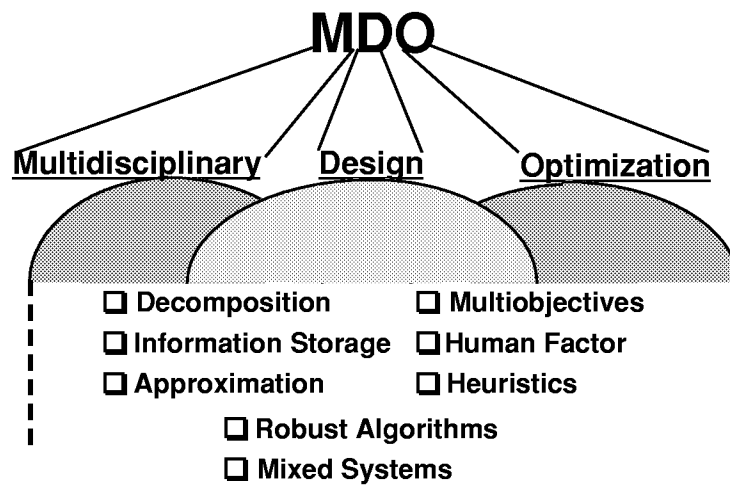 MDO
Multidisciplinary Design Optimization
Decomposition Multiobjectives
Information Storage Human Factor
Approximation Heuristics
Robust Algorithms
Mixed Systems